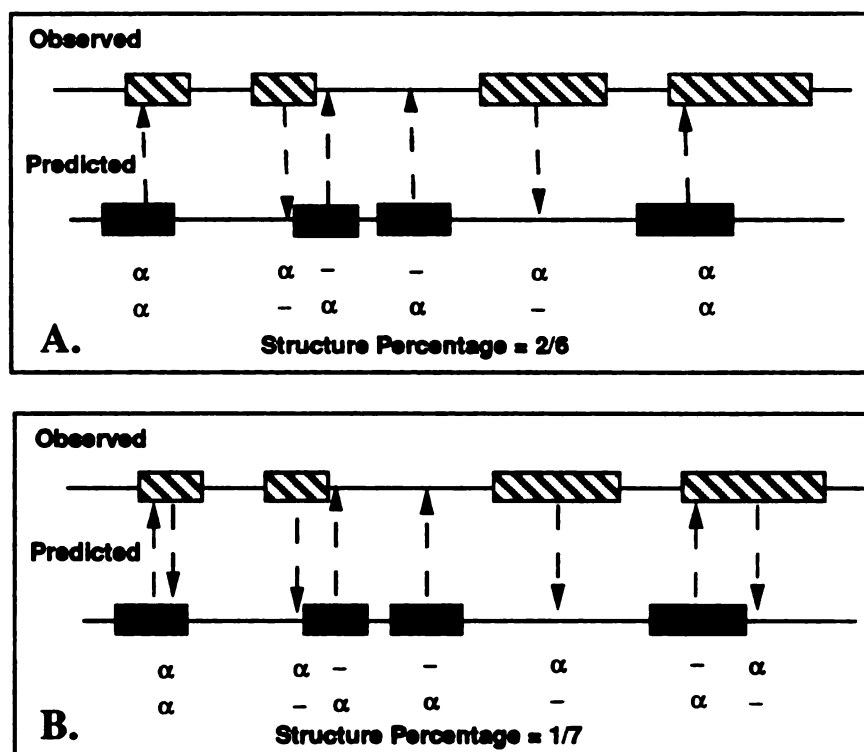 Observed
Predicted
α α – – α α
α – α α – α
A. Structure Percentage = 2/6
Observed
Predicted
α α – – α – α
α – α α – α –
B. Structure Percentage = 1/7